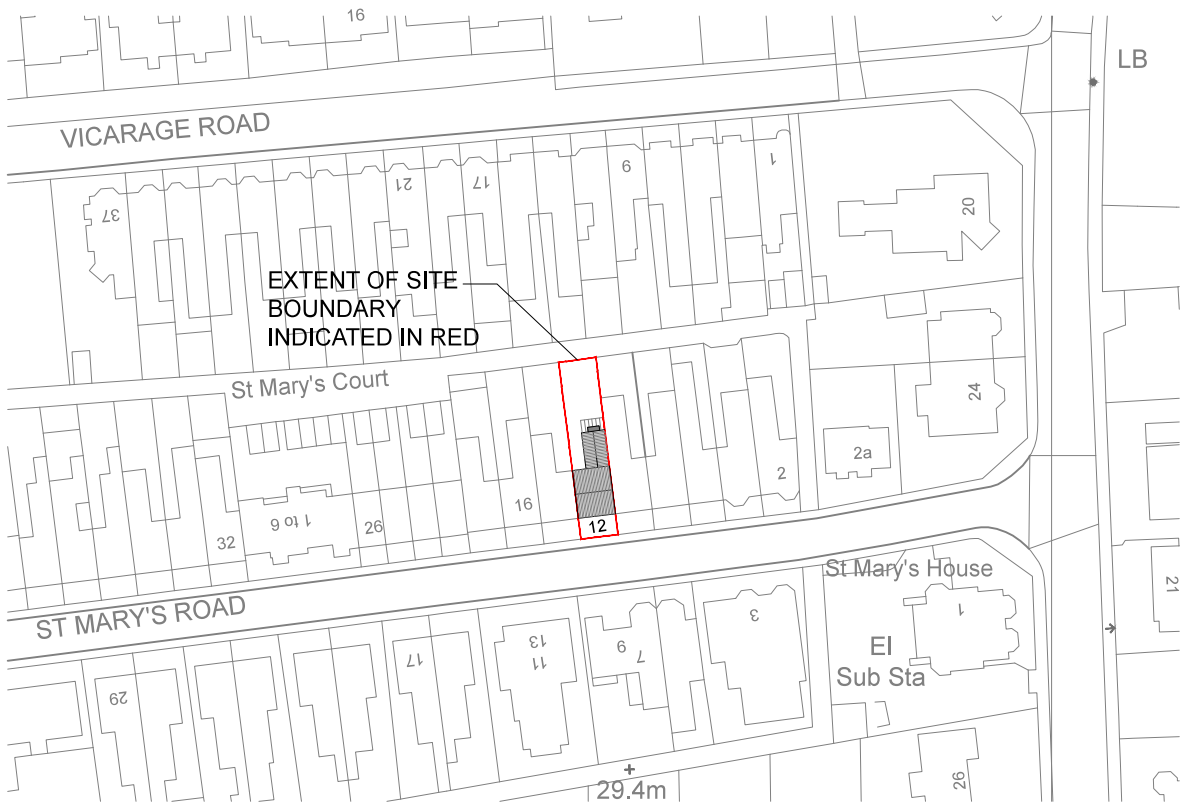 16
LB
VICARAGE ROAD
37
21
17
9
1
20
EXTENT OF SITE
BOUNDARY
INDICATED IN RED
St Mary's Court
24
2a
2
16
12
1 to 6
26
32
St Mary's House
ST MARY'S ROAD
21
1
3
El
Sub Sta
13
11
9
7
17
29
26
29.4m